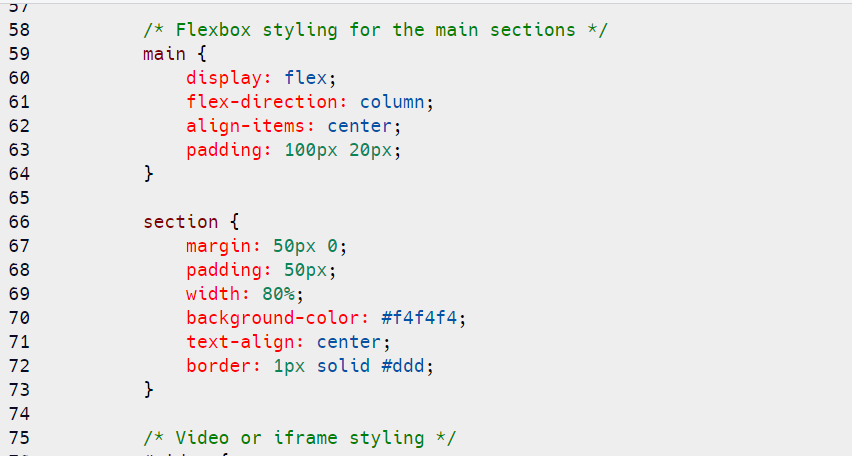 57
58 /* Flexbox styling for the main sections */
59 main {
60 display: flex;
61 flex-direction: column;
62 align-items: center;
63 padding: 100px 20px;
64 }
65
66 section {
67 margin: 50px 0;
68 padding: 50px;
69 width: 80%;
70 background-color: #f4f4f4;
71 text-align: center;
72 border: 1px solid #ddd;
73 }
74
75 /* Video or iframe styling */